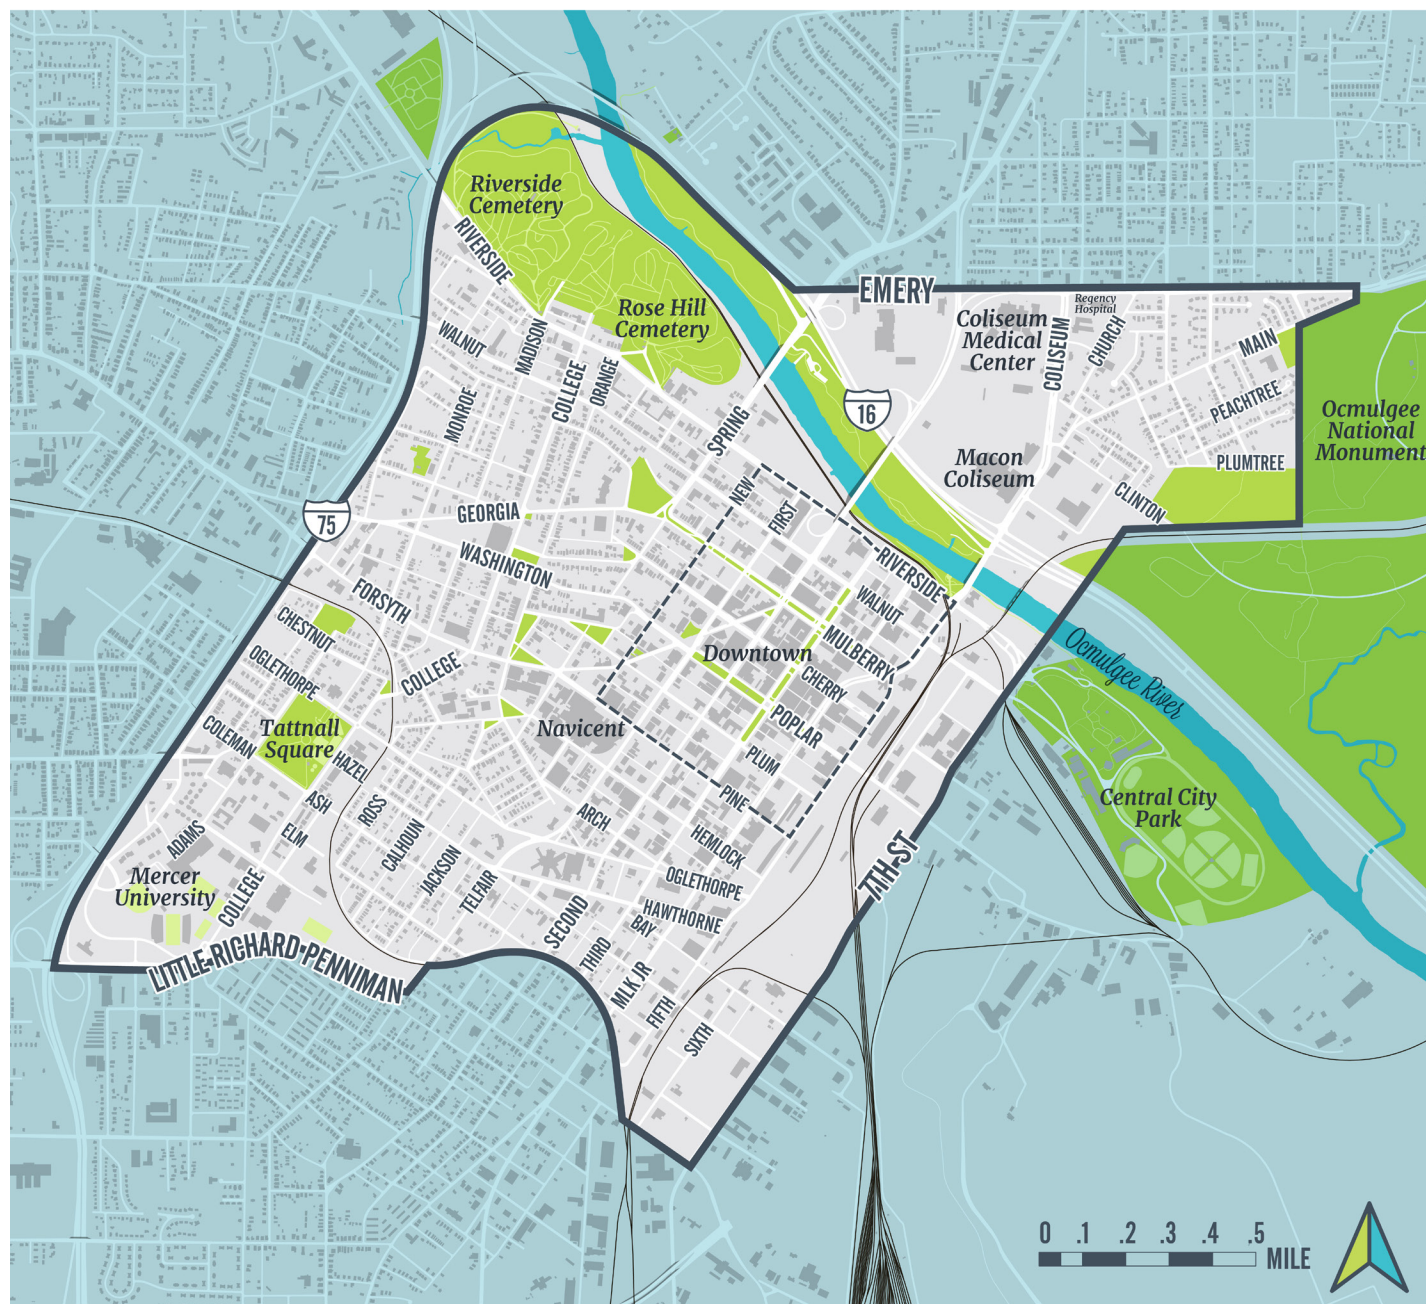 Riverside
Cemetery
RIVERSIDE
Rose Hill
Cemetery
EMERY
Regency
Hospital
Coliseum
Medical
Center
COLISEUM
CHURCH
MAIN
WALNUT
MADISON
COLLEGE
ORANGE
MONROE
SPRING
16
PEACHTREE
Ocmulgee
National
Monument
PLUMTREE
Macon
Coliseum
CLINTON
75
GEORGIA
NEW
FIRST
WASHINGTON
RIVERSIDE
FORSYTH
WALNUT
CHESTNUT
MULBERRY
OGLETHORPE
COLLEGE
Downtown
CHERRY
Ocmulgee River
Tattnall
Square
COLEMAN
HAZEL
Navicent
POPLAR
PLUM
PINE
ASH
ROSS
ARCH
Central City
Park
ELM
ADAMS
CALHOUN
HEMLOCK
JACKSON
TELFAIR
OGLETHORPE
7TH ST
Mercer
University
COLLEGE
HAWTHORNE
SECOND
BAY
THIRD
LITTLE RICHARD PENNIMAN
MLK JR
FIFTH
SIXTH
0 .1 .2 .3 .4 .5
MILE